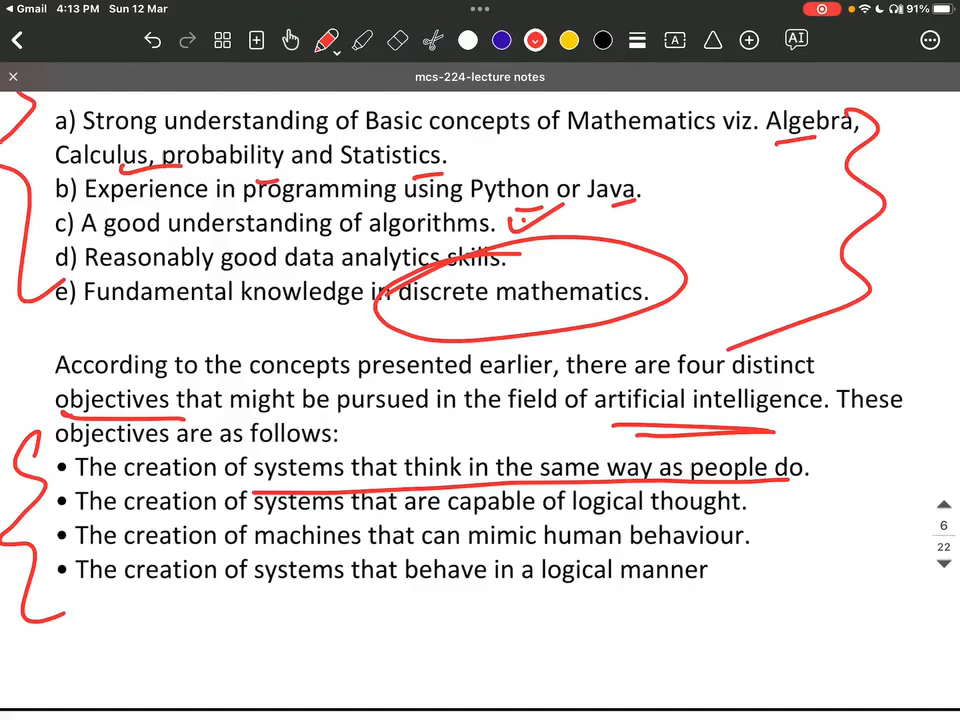 Gmail 4:13 PM Sun 12 Mar 91%
A AI
mcs-224-lecture notes
a) Strong understanding of Basic concepts of Mathematics viz. Algebra,
Calculus, probability and Statistics.
b) Experience in programming using Python or Java.
c) A good understanding of algorithms.
d) Reasonably good data analytics skills.
e) Fundamental knowledge in discrete mathematics.
According to the concepts presented earlier, there are four distinct
objectives that might be pursued in the field of artificial intelligence. These
objectives are as follows:
• The creation of systems that think in the same way as people do.
• The creation of systems that are capable of logical thought.
• The creation of machines that can mimic human behaviour.
• The creation of systems that behave in a logical manner
6
22